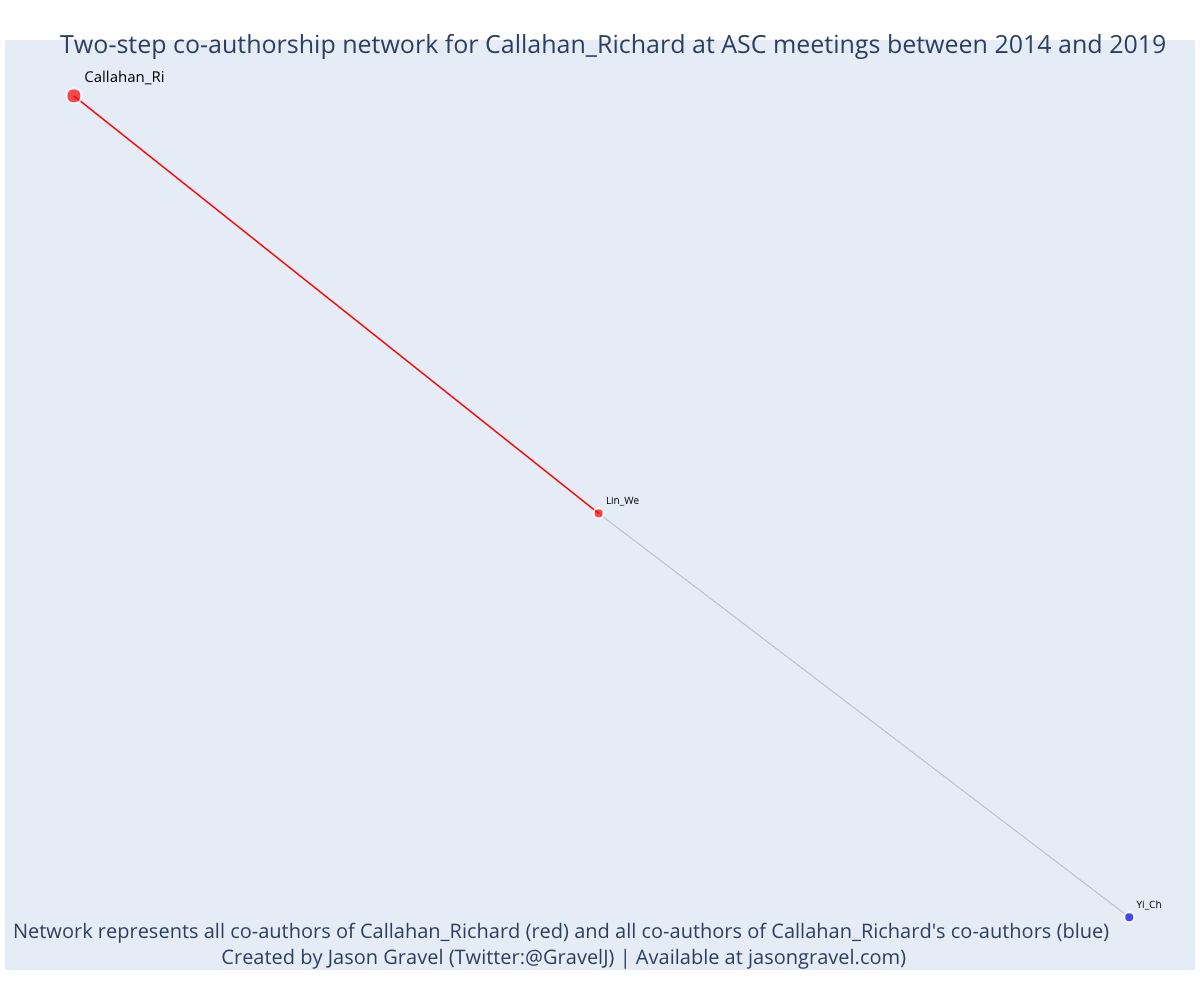 Two-step co-authorship network for Callahan_Richard at ASC meetings between 2014 and 2019
Callahan_Ri
Lin_We
Yi_Ch
Network represents all co-authors of Callahan_Richard (red) and all co-authors of Callahan_Richard's co-authors (blue)
Created by Jason Gravel (Twitter:@GravelJ) | Available at jasongravel.com)